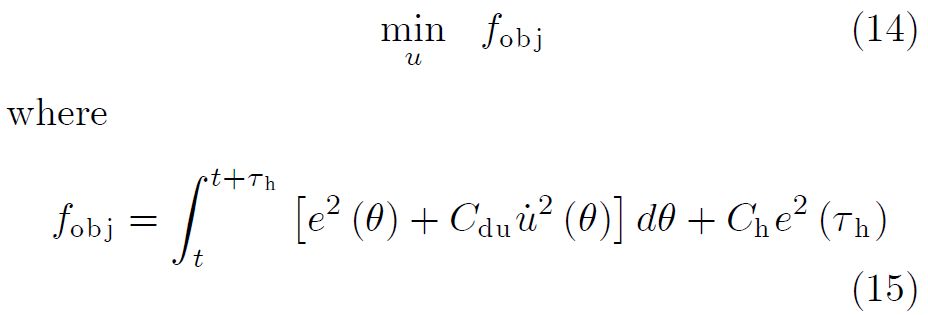 min_u f_obj (14)
where
f_obj = ∫_t^{t+τ_h} [e² (θ) + C_du u̇² (θ)] dθ + C_h e² (τ_h)
(15)